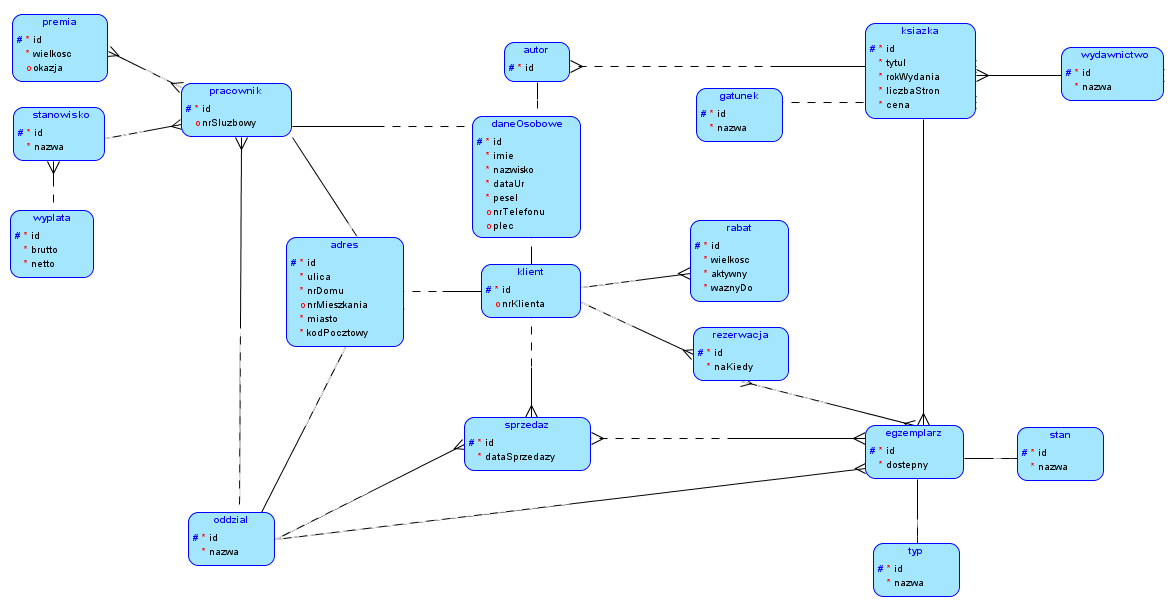 premia
# * id
* wielkosc
o okazja
stanowisko
# * id
* nazwa
wyplata
# * id
* brutto
* netto
pracownik
# * id
o nrSluzbowy
adres
# * id
* ulica
* nrDomu
o nrMieszkania
* miasto
* kodPocztowy
oddzial
# * id
* nazwa
autor
# * id
daneOsobowe
# * id
* imie
* nazwisko
* dataUr
* pesel
o nrTelefonu
o plec
klient
# * id
o nrKlienta
sprzedaz
# * id
* dataSprzedazy
gatunek
# * id
* nazwa
rabat
# * id
* wielkosc
* aktywny
* waznyDo
rezerwacja
# * id
* naKiedy
ksiazka
# * id
* tytul
* rokWydania
* liczbaStron
* cena
wydawnictwo
# * id
* nazwa
egzemplarz
# * id
* dostepny
stan
# * id
* nazwa
typ
# * id
* nazwa